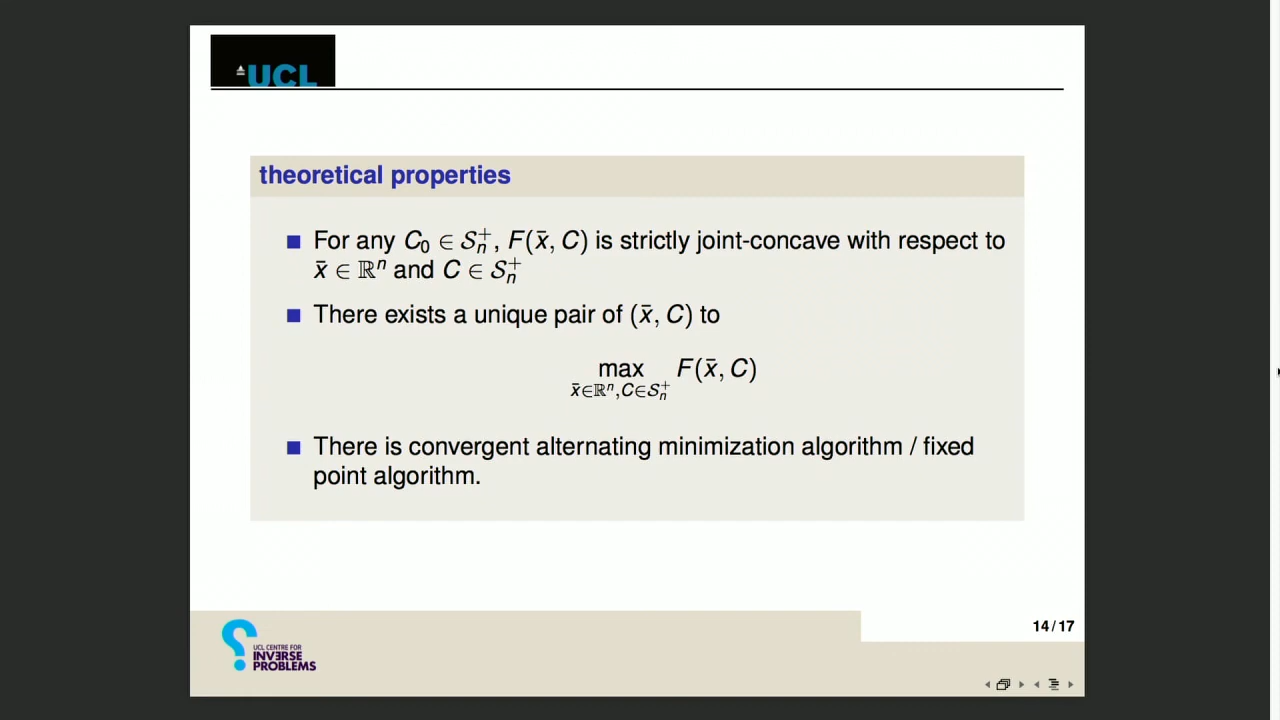 UCL
theoretical properties
For any C₀ ∈ 𝒮ₙ⁺, F(x̄, C) is strictly joint-concave with respect to
x̄ ∈ ℝⁿ and C ∈ 𝒮ₙ⁺
There exists a unique pair of (x̄, C) to
max F(x̄, C)
x̄∈ℝⁿ,C∈𝒮ₙ⁺
There is convergent alternating minimization algorithm / fixed
point algorithm.
14/17
UCL CENTRE FOR
INVERSE
PROBLEMS